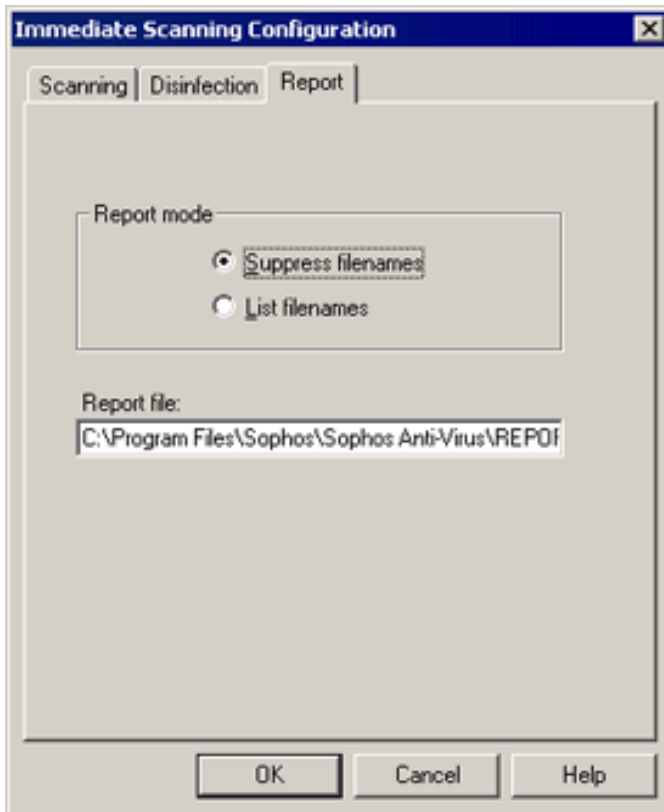 Immediate Scanning Configuration
Scanning Disinfection Report
Report mode
Suppress filenames
List filenames
Report file:
C:\Program Files\Sophos\Sophos Anti-Virus\REPOR
OK Cancel Help